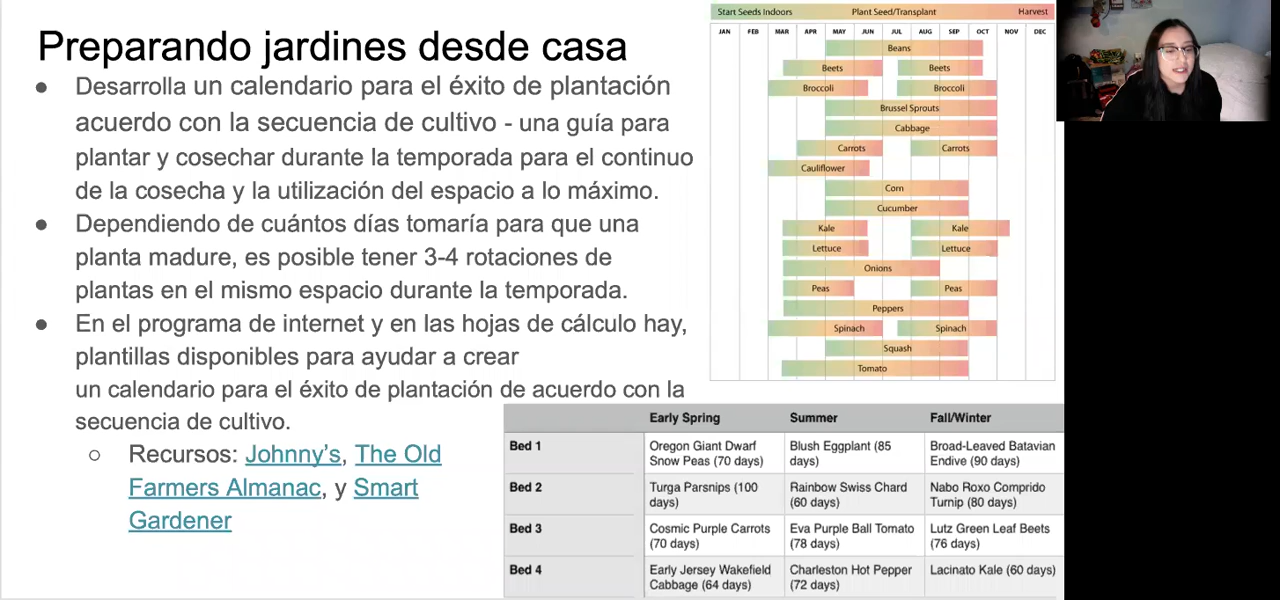 Preparando jardines desde casa
● Desarrolla un calendario para el éxito de plantación
acuerdo con la secuencia de cultivo - una guía para
plantar y cosechar durante la temporada para el continuo
de la cosecha y la utilización del espacio a lo máximo.
● Dependiendo de cuántos días tomaría para que una
planta madure, es posible tener 3-4 rotaciones de
plantas en el mismo espacio durante la temporada.
● En el programa de internet y en las hojas de cálculo hay,
plantillas disponibles para ayudar a crear
un calendario para el éxito de plantación de acuerdo con la
secuencia de cultivo.
○ Recursos: Johnny’s, The Old
Farmers Almanac, y Smart
Gardener
Start Seeds Indoors Plant Seed/Transplant Harvest
JAN FEB MAR APR MAY JUN JUL AUG SEP OCT NOV DEC
Beans
Beets Beets
Broccoli Broccoli
Brussel Sprouts
Cabbage
Carrots Carrots
Cauliflower
Corn
Cucumber
Kale Kale
Lettuce Lettuce
Onions
Peas Peas
Peppers
Spinach Spinach
Squash
Tomato
Early Spring Summer Fall/Winter
Bed 1 Oregon Giant Dwarf Blush Eggplant (85 Broad-Leaved Batavian
Snow Peas (70 days) days) Endive (90 days)
Bed 2 Turga Parsnips (100 Rainbow Swiss Chard Nabo Roxo Comprido
days) (60 days) Turnip (80 days)
Bed 3 Cosmic Purple Carrots Eva Purple Ball Tomato Lutz Green Leaf Beets
(70 days) (78 days) (76 days)
Bed 4 Early Jersey Wakefield Charleston Hot Pepper Lacinato Kale (60 days)
Cabbage (64 days) (72 days)